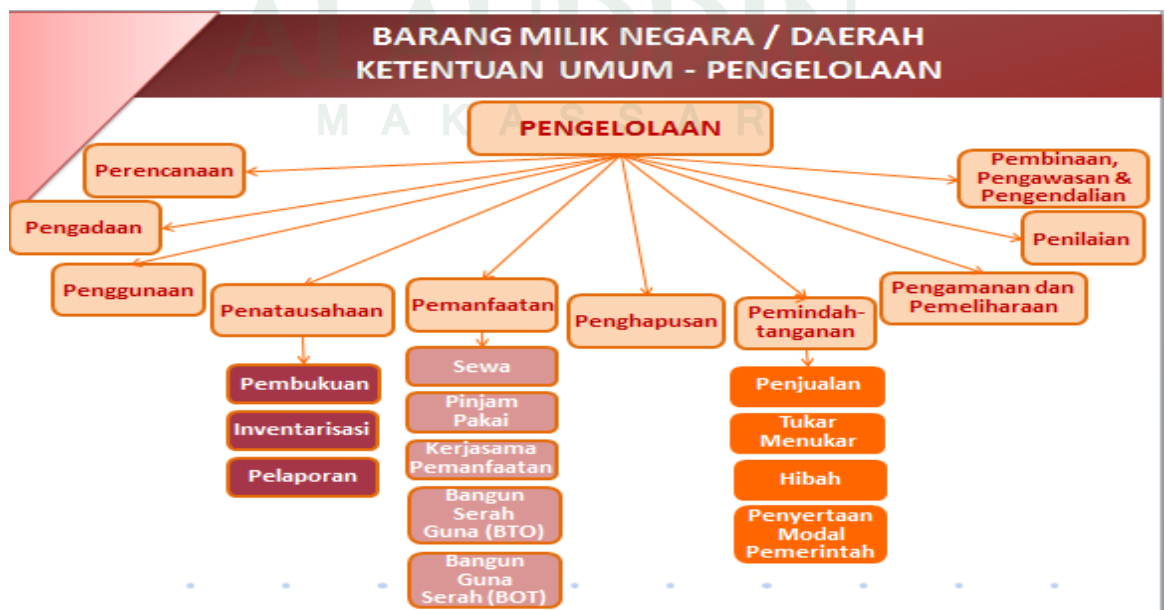 ALAUDDIN
BARANG MILIK NEGARA / DAERAH
KETENTUAN UMUM - PENGELOLAAN
MAKASSAR
PENGELOLAAN
Perencanaan
Pengadaan
Penggunaan
Penatausahaan
Pembukuan
Inventarisasi
Pelaporan
Pemanfaatan
Sewa
Pinjam
Pakai
Kerjasama
Pemanfaatan
Bangun
Serah
Guna (BTO)
Bangun
Guna
Serah (BOT)
Penghapusan
Pemindah-
tanganan
Penjualan
Tukar
Menukar
Hibah
Penyertaan
Modal
Pemerintah
Pengamanan dan
Pemeliharaan
Penilaian
Pembinaan,
Pengawasan &
Pengendalian